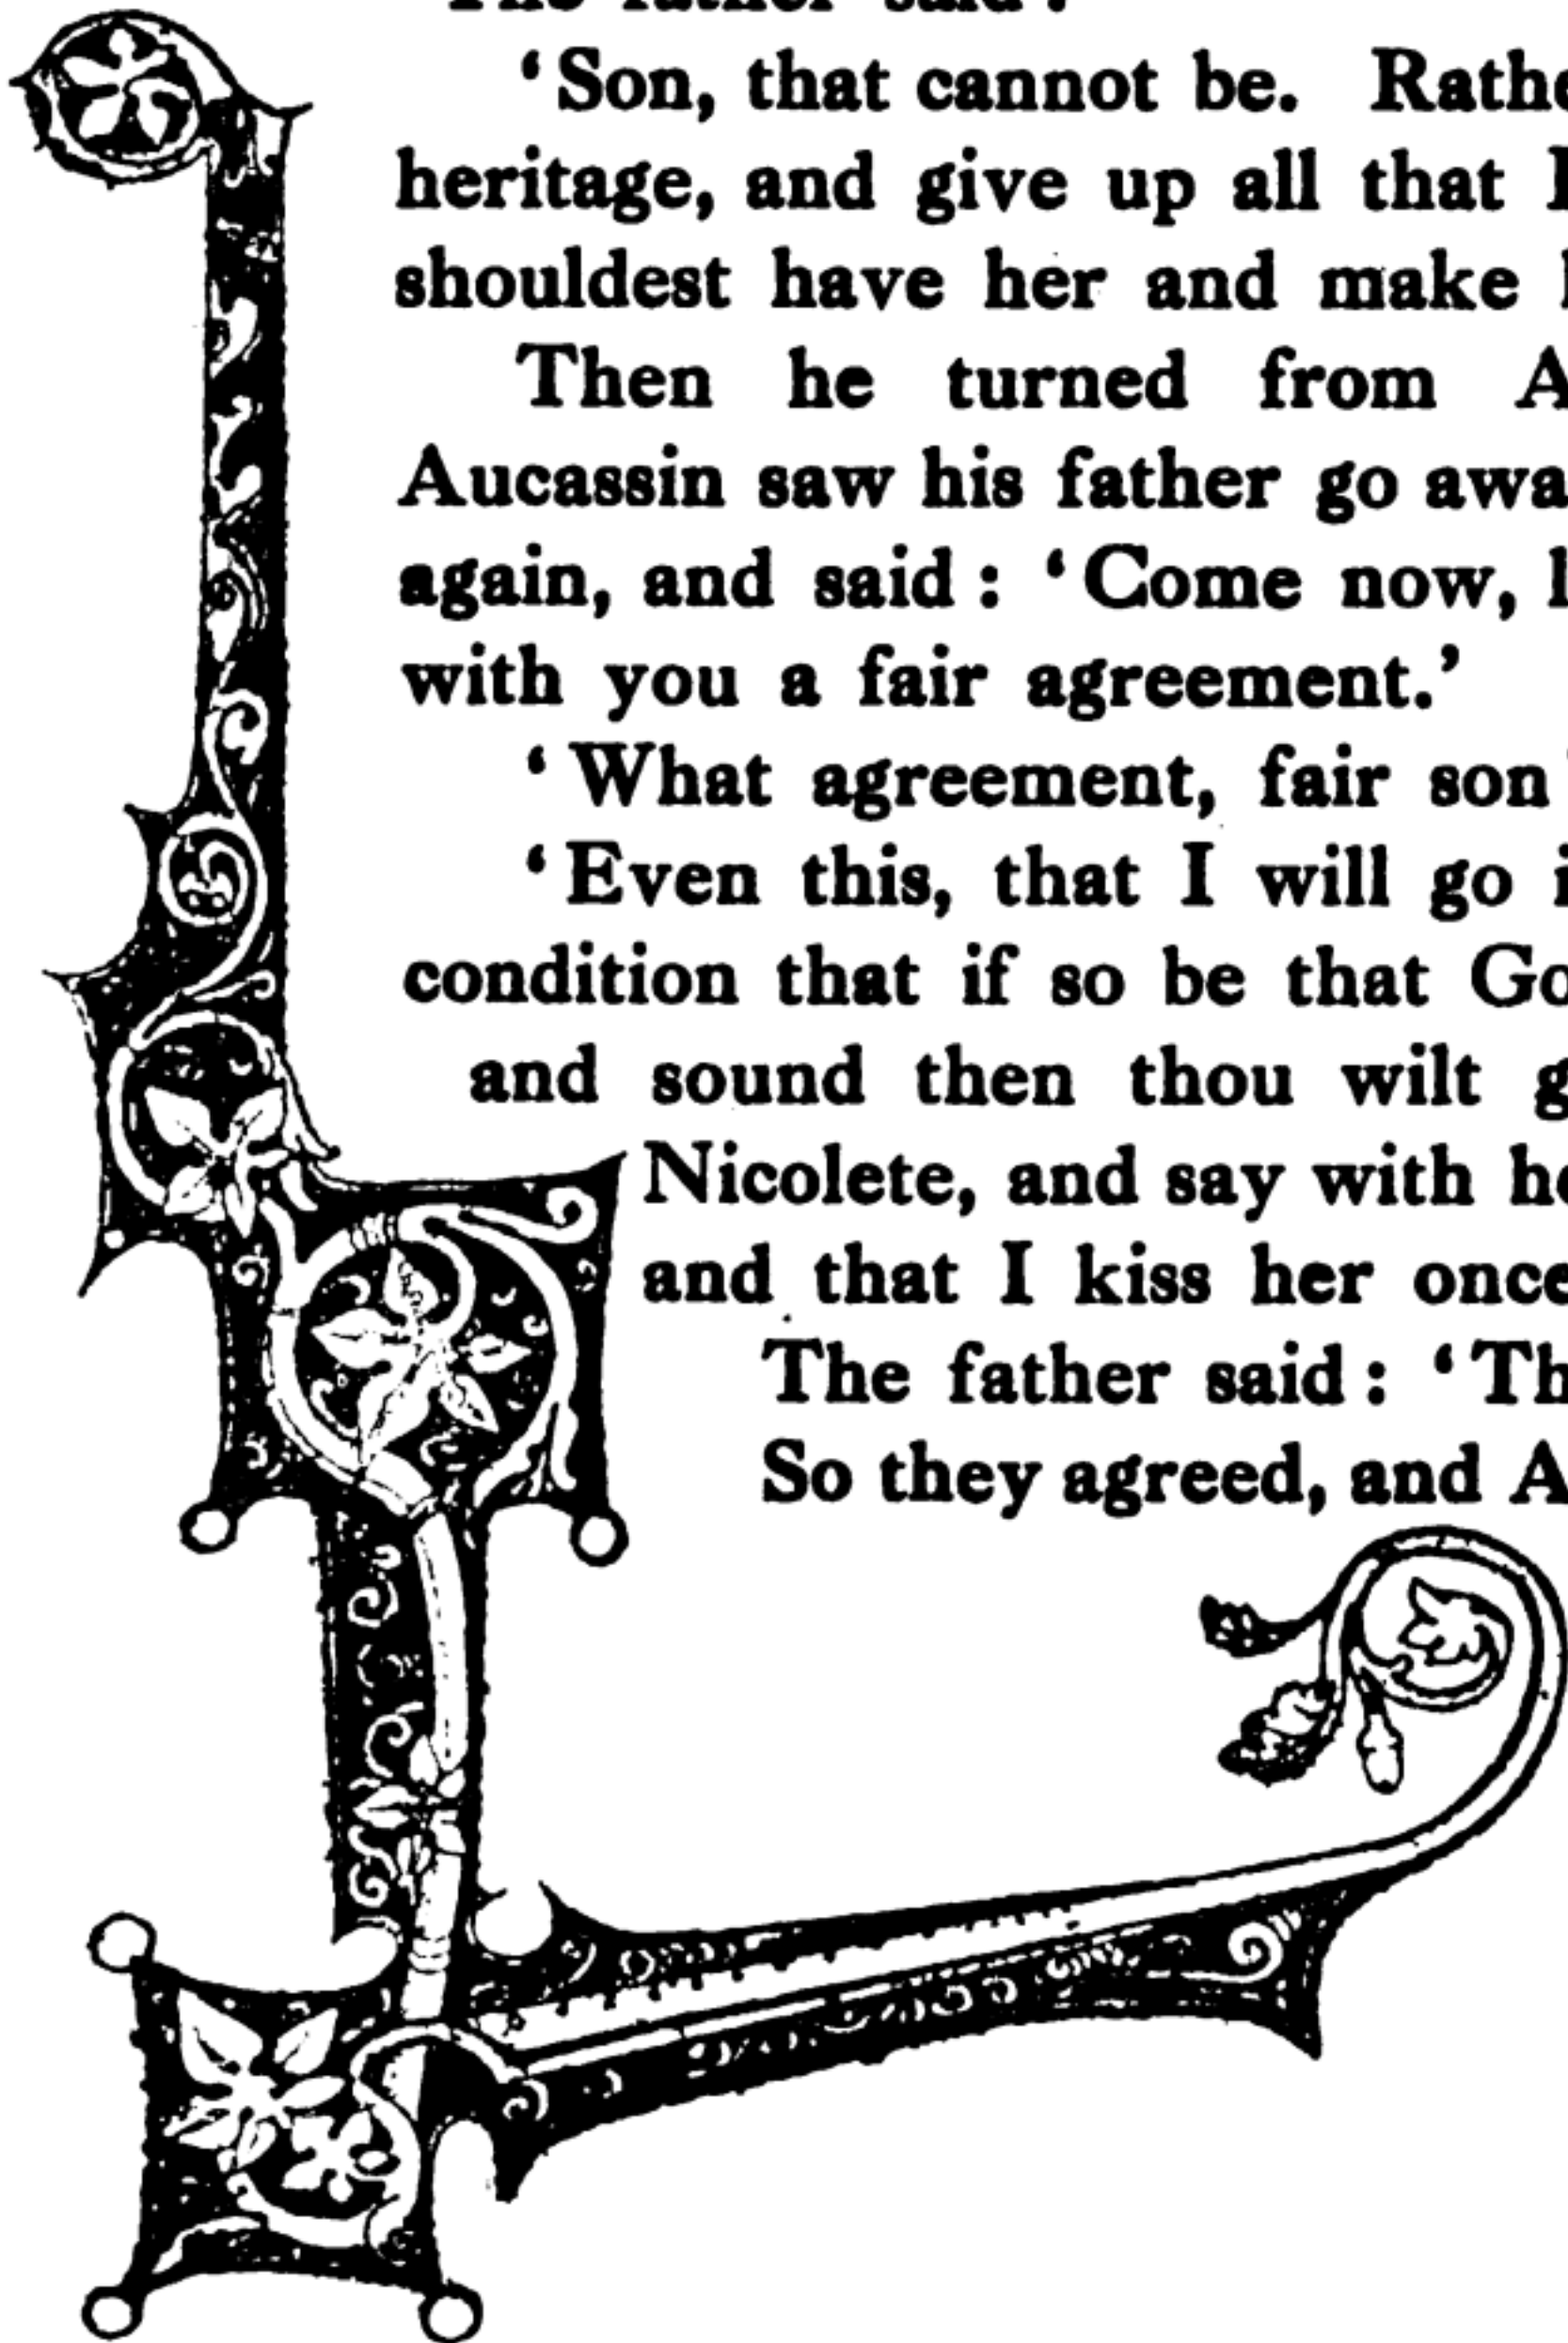 The father said :
‘Son, that cannot be. Rathe
heritage, and give up all that
shouldest have her and make
Then he turned from A
Aucassin saw his father go awa
again, and said : ‘Come now,
with you a fair agreement.’
‘What agreement, fair son
‘Even this, that I will go i
condition that if so be that Go
and sound then thou wilt g
Nicolete, and say with he
and that I kiss her once
The father said : ‘Th
So they agreed, and A